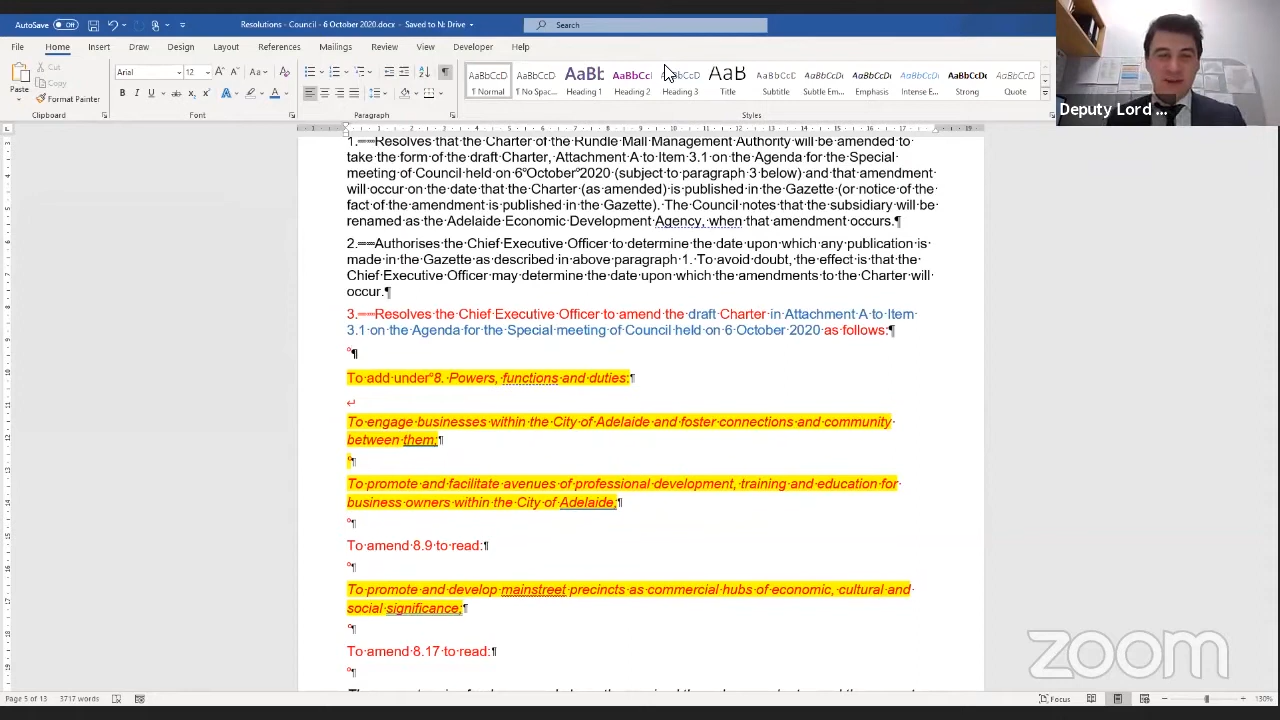 AutoSave Off
Resolutions - Council - 6 October 2020.docx - Saved to N: Drive
Search
File Home Insert Draw Design Layout References Mailings Review View Developer Help
Cut
Copy
Format Painter
Paste
Clipboard
Arial 12
Font
Paragraph
AaBbCcD AaBbCcD AaBb AaBbCcI AaBbCcD AaB AaBbCcD AaBbCcD AaBbCcD AaBbCcD AaBbCcDc AaBbCcD
¶ Normal ¶ No Spac... Heading 1 Heading 2 Heading 3 Title Subtitle Subtle Em... Emphasis Intense E... Strong Quote
Styles
Deputy Lord ...
1. Resolves that the Charter of the Rundle Mall Management Authority will be amended to
take the form of the draft Charter, Attachment A to Item 3.1 on the Agenda for the Special
meeting of Council held on 6 October 2020 (subject to paragraph 3 below) and that amendment
will occur on the date that the Charter (as amended) is published in the Gazette (or notice of the
fact of the amendment is published in the Gazette). The Council notes that the subsidiary will be
renamed as the Adelaide Economic Development Agency, when that amendment occurs.¶
2. Authorises the Chief Executive Officer to determine the date upon which any publication is
made in the Gazette as described in above paragraph 1. To avoid doubt, the effect is that the
Chief Executive Officer may determine the date upon which the amendments to the Charter will
occur.¶
3. Resolves the Chief Executive Officer to amend the draft Charter in Attachment A to Item
3.1 on the Agenda for the Special meeting of Council held on 6 October 2020 as follows:¶
To add under 8. Powers, functions and duties:¶
To engage businesses within the City of Adelaide and foster connections and community
between them;¶
To promote and facilitate avenues of professional development, training and education for
business owners within the City of Adelaide;¶
To amend 8.9 to read:¶
To promote and develop mainstreet precincts as commercial hubs of economic, cultural and
social significance;¶
To amend 8.17 to read:¶
zoom
Page 5 of 13 3717 words
Focus
130%